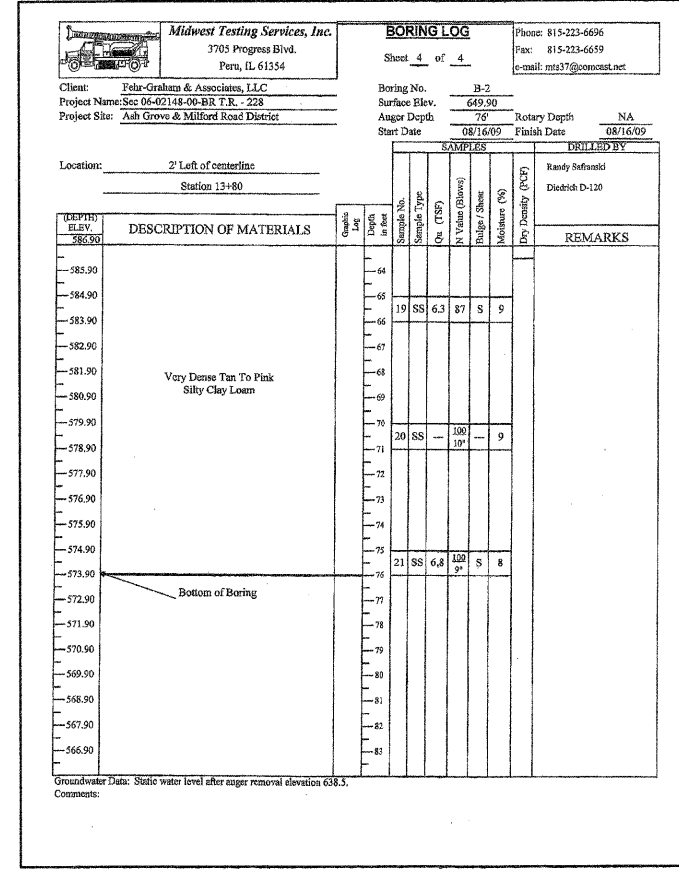 Midwest Testing Services, Inc.
3705 Progress Blvd.
Peru, IL 61354
BORING LOG
Sheet 4 of 4
Phone: 815-223-6696
Fax: 815-223-6659
e-mail: mts37@comcast.net
Client: Fehr-Graham & Associates, LLC
Project Name: Sec 06-02148-00-BR T.R. - 228
Project Site: Ash Grove & Milford Road District
Boring No. B-2
Surface Elev. 649.90
Auger Depth 76' Rotary Depth NA
Start Date 08/16/09 Finish Date 08/16/09
SAMPLES
DRILLED BY
Location: 2' Left of centerline
Station 13+80
Randy Safranski
Diedrich D-120
(DEPTH)
ELEV.
586.90
DESCRIPTION OF MATERIALS
Graphic Log
Depth in feet
Sample No.
Sample Type
Qu (TSF)
N Value (Blows)
Bulge / Shear
Moisture (%)
Dry Density (PCF)
REMARKS
585.90 64
584.90 65
19 SS 6.3 87 S 9
583.90 66
582.90 67
581.90 68
Very Dense Tan To Pink
Silty Clay Loam
580.90 69
579.90 70
20 SS — 100/10" — 9
578.90 71
577.90 72
576.90 73
575.90 74
574.90 75
21 SS 6.8 100/9" S 8
573.90 76
Bottom of Boring
572.90 77
571.90 78
570.90 79
569.90 80
568.90 81
567.90 82
566.90 83
Groundwater Data: Static water level after auger removal elevation 638.5.
Comments: